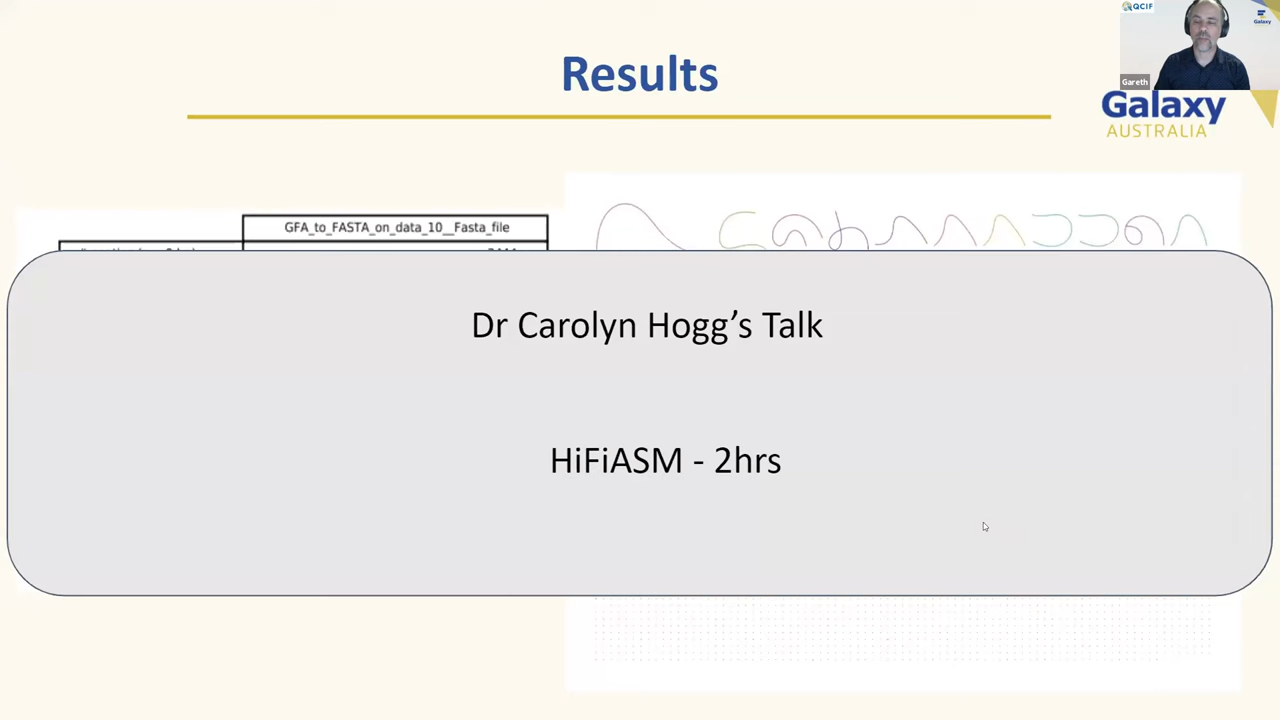 QCIF
Galaxy
Gareth
Results
Galaxy
AUSTRALIA
GFA_to_FASTA_on_data_10__Fasta_file
Dr Carolyn Hogg’s Talk
HiFiASM - 2hrs